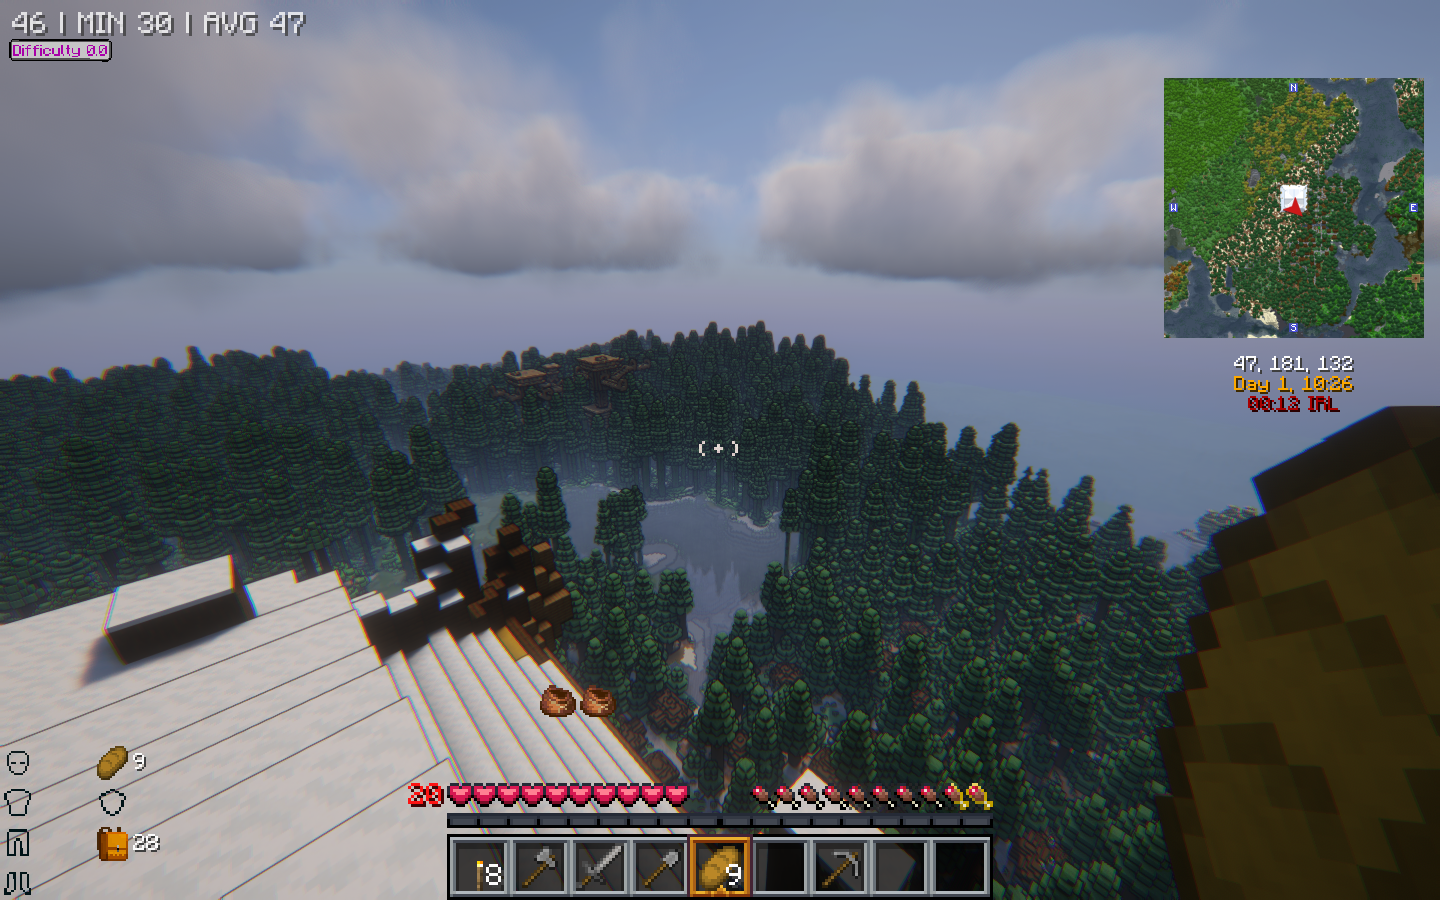 46 | MIN 30 | AVG 47
Difficulty 0.0
N
W
E
S
47, 181, 132
Day 1, 10:26
00:12 IRL
9
28
20
8
9